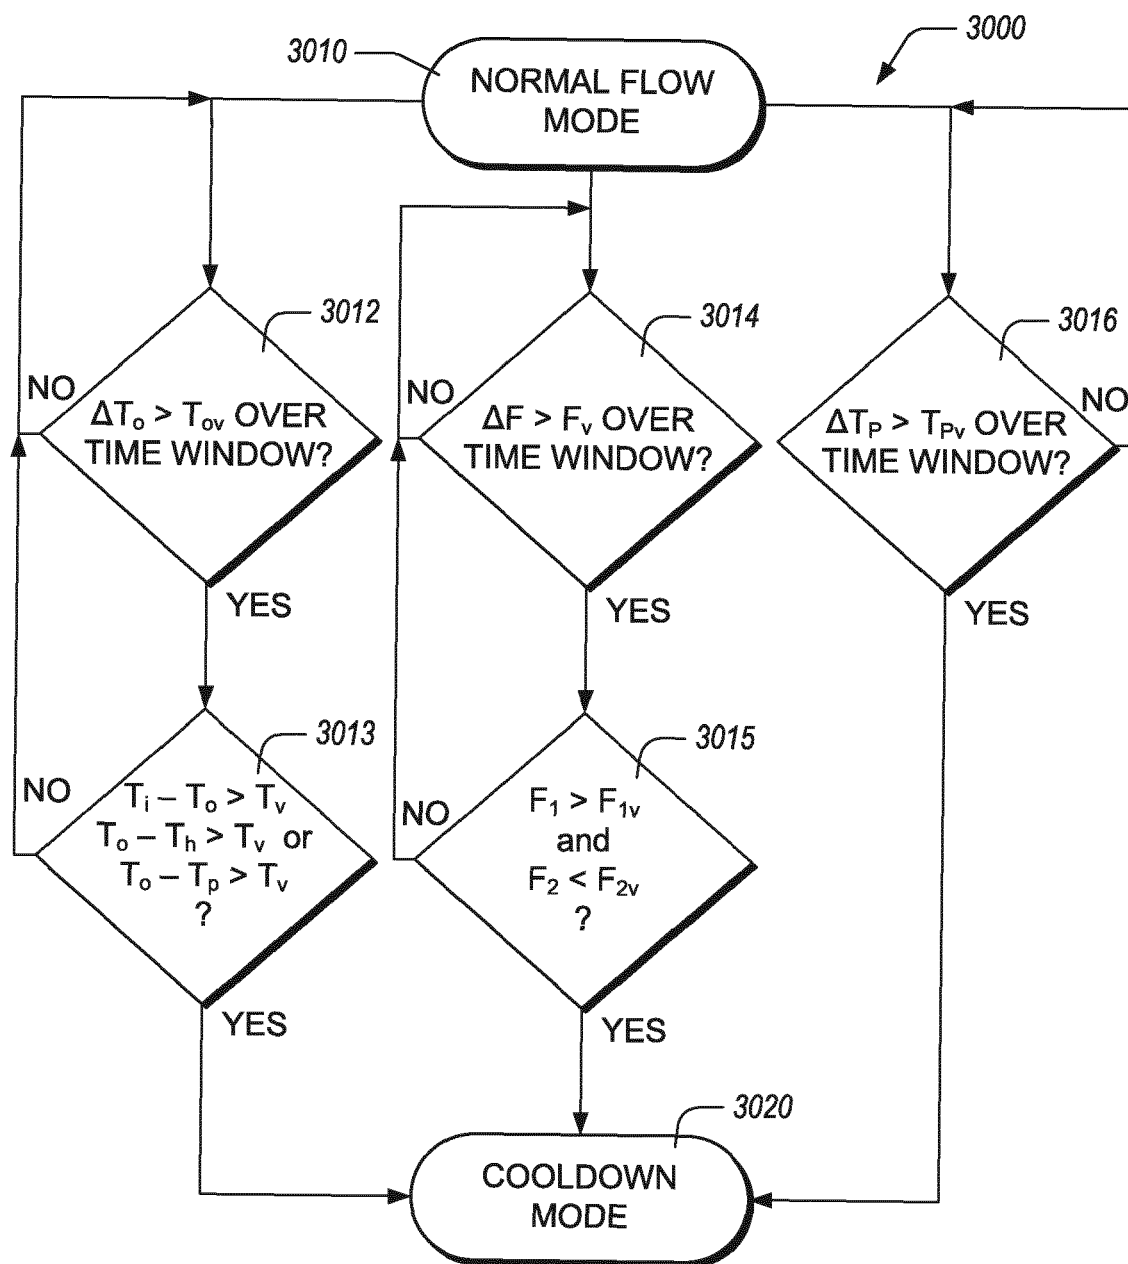 3010
3000
NORMAL FLOW
MODE
3012
3014
3016
NO
NO
NO
ΔTₒ > Tₒᵥ OVER
TIME WINDOW?
ΔF > Fᵥ OVER
TIME WINDOW?
ΔT_P > T_Pv OVER
TIME WINDOW?
YES
YES
YES
3013
3015
NO
NO
Tᵢ – Tₒ > Tᵥ
Tₒ – Tₕ > Tᵥ or
Tₒ – Tₚ > Tᵥ
?
F₁ > F₁ᵥ
and
F₂ < F₂ᵥ
?
YES
YES
3020
COOLDOWN
MODE